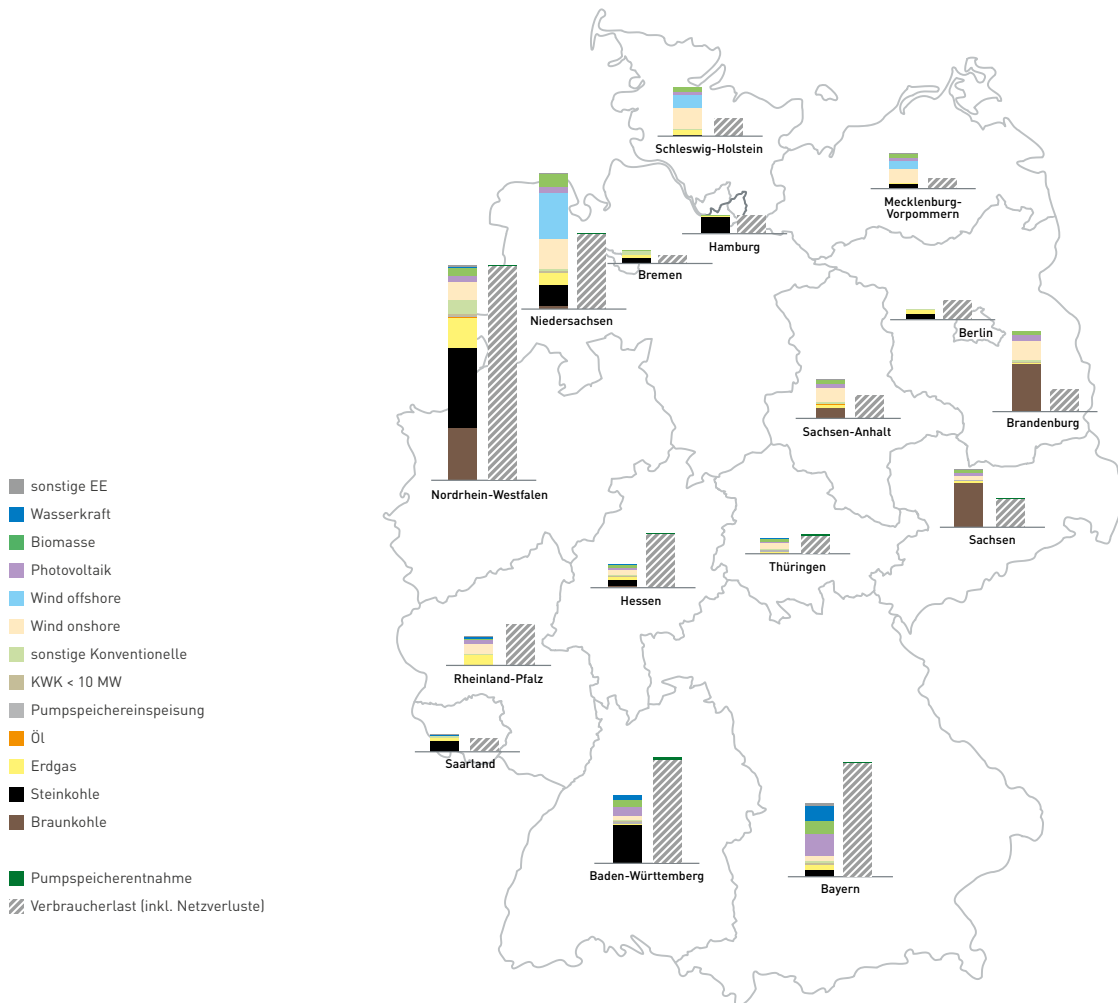 Schleswig-Holstein
Mecklenburg-
Vorpommern
Hamburg
Bremen
Niedersachsen
Berlin
Brandenburg
Sachsen-Anhalt
Nordrhein-Westfalen
Sachsen
Thüringen
Hessen
Rheinland-Pfalz
Saarland
Baden-Württemberg
Bayern
sonstige EE
Wasserkraft
Biomasse
Photovoltaik
Wind offshore
Wind onshore
sonstige Konventionelle
KWK < 10 MW
Pumpspeichereinspeisung
Öl
Erdgas
Steinkohle
Braunkohle
Pumpspeicherentnahme
Verbraucherlast (inkl. Netzverluste)